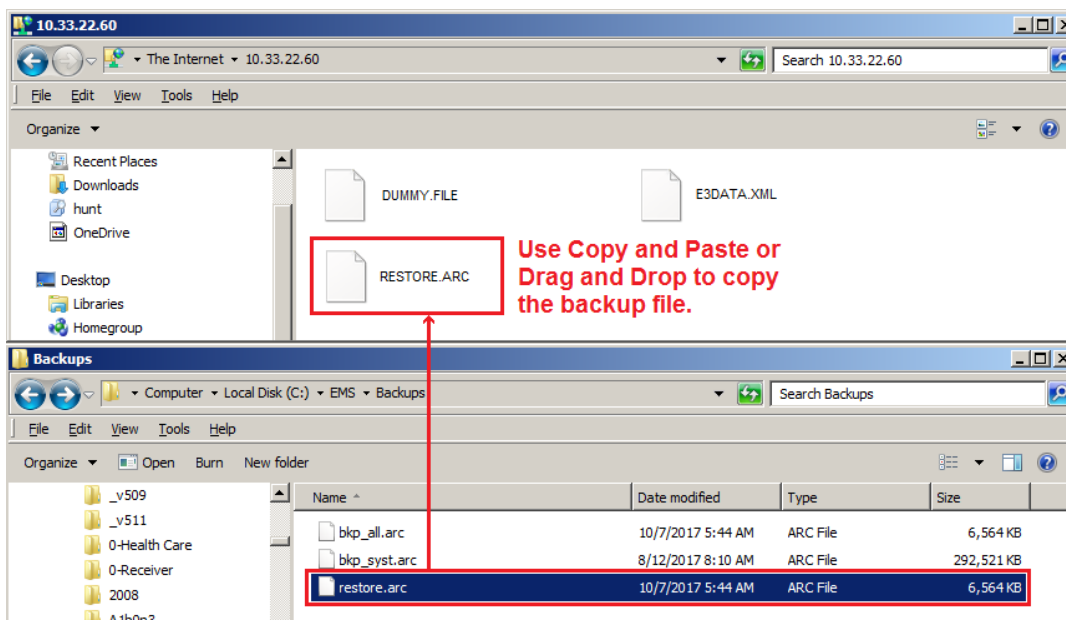 10.33.22.60
The Internet 10.33.22.60
Search 10.33.22.60
File Edit View Tools Help
Organize
Recent Places
Downloads
hunt
OneDrive
Desktop
Libraries
Homegroup
DUMMY.FILE
E3DATA.XML
RESTORE.ARC
Use Copy and Paste or
Drag and Drop to copy
the backup file.
Backups
Computer Local Disk (C:) EMS Backups
Search Backups
File Edit View Tools Help
Organize Open Burn New folder
_v509
_v511
0-Health Care
0-Receiver
2008
Name Date modified Type Size
bkp_all.arc 10/7/2017 5:44 AM ARC File 6,564 KB
bkp_syst.arc 8/12/2017 8:10 AM ARC File 292,521 KB
restore.arc 10/7/2017 5:44 AM ARC File 6,564 KB